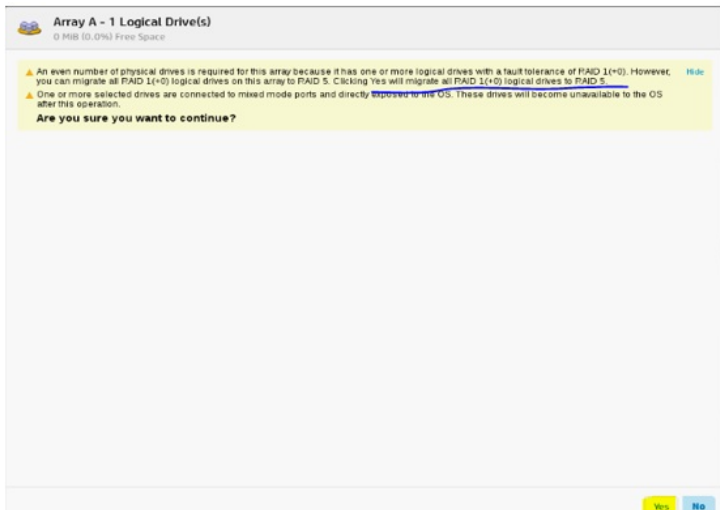 Array A - 1 Logical Drive(s)
0 MiB (0.0%) Free Space
An even number of physical drives is required for this array because it has one or more logical drives with a fault tolerance of RAID 1(+0). However, Hide
you can migrate all RAID 1(+0) logical drives on this array to RAID 5. Clicking Yes will migrate all RAID 1(+0) logical drives to RAID 5.
One or more selected drives are connected to mixed mode ports and directly exposed to the OS. These drives will become unavailable to the OS
after this operation.
Are you sure you want to continue?
Yes No